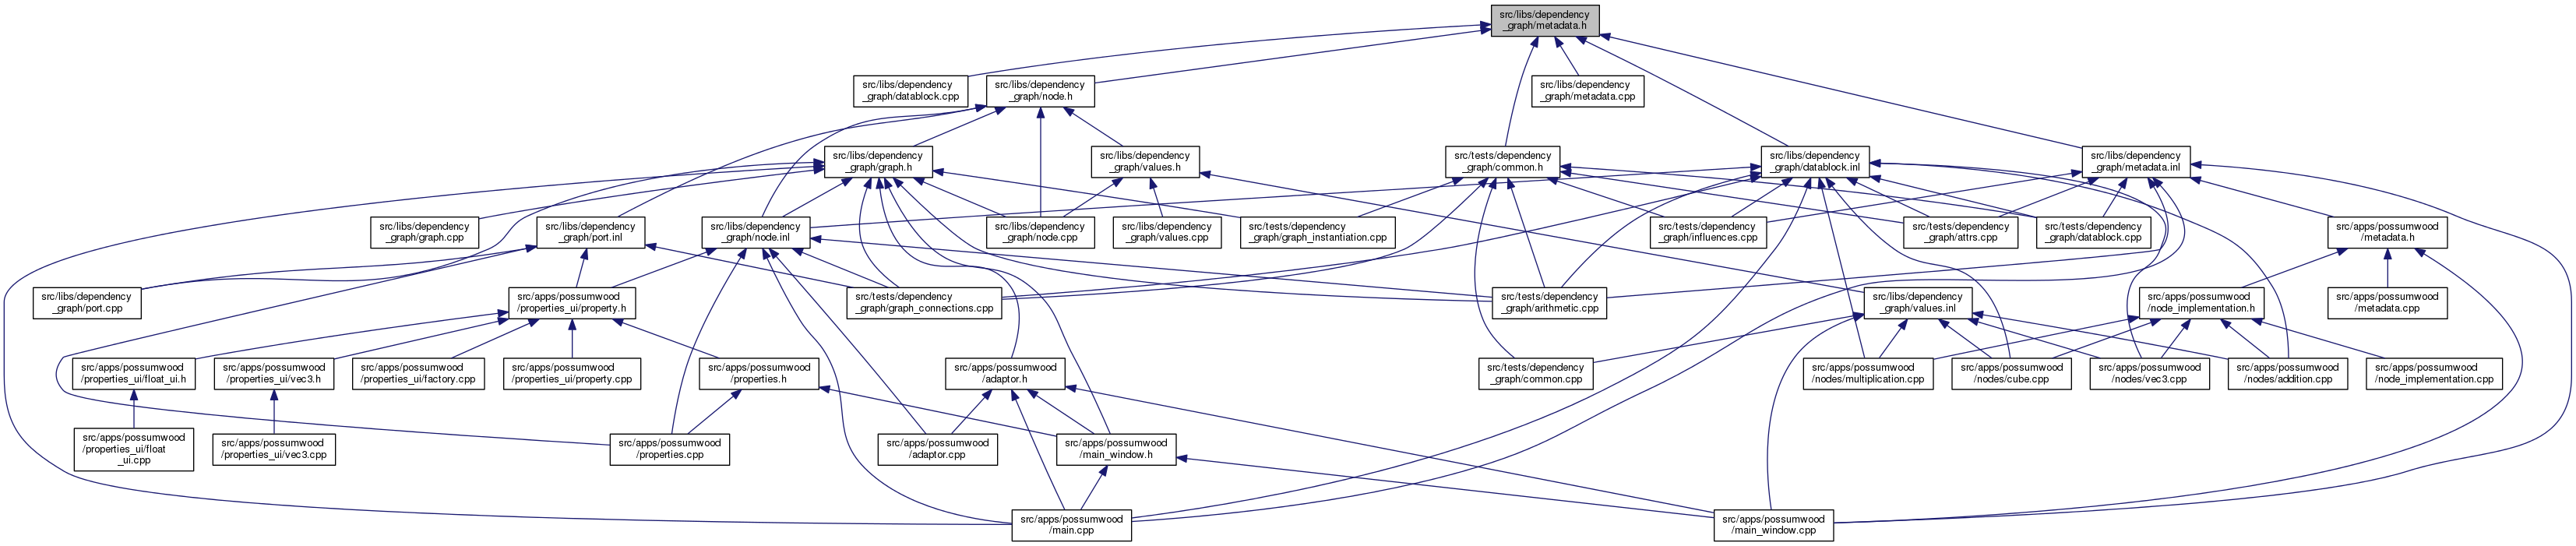 src/libs/dependency
_graph/metadata.h
src/libs/dependency
_graph/datablock.cpp
src/libs/dependency
_graph/node.h
src/libs/dependency
_graph/metadata.cpp
src/libs/dependency
_graph/graph.h
src/libs/dependency
_graph/values.h
src/tests/dependency
_graph/common.h
src/libs/dependency
_graph/datablock.inl
src/libs/dependency
_graph/metadata.inl
src/libs/dependency
_graph/graph.cpp
src/libs/dependency
_graph/port.inl
src/libs/dependency
_graph/node.inl
src/libs/dependency
_graph/node.cpp
src/libs/dependency
_graph/values.cpp
src/tests/dependency
_graph/graph_instantiation.cpp
src/tests/dependency
_graph/influences.cpp
src/tests/dependency
_graph/attrs.cpp
src/tests/dependency
_graph/datablock.cpp
src/apps/possumwood
/metadata.h
src/libs/dependency
_graph/port.cpp
src/apps/possumwood
/properties_ui/property.h
src/tests/dependency
_graph/graph_connections.cpp
src/tests/dependency
_graph/arithmetic.cpp
src/libs/dependency
_graph/values.inl
src/apps/possumwood
/node_implementation.h
src/apps/possumwood
/metadata.cpp
src/apps/possumwood
/properties_ui/float_ui.h
src/apps/possumwood
/properties_ui/vec3.h
src/apps/possumwood
/properties_ui/factory.cpp
src/apps/possumwood
/properties_ui/property.cpp
src/apps/possumwood
/properties.h
src/apps/possumwood
/adaptor.h
src/tests/dependency
_graph/common.cpp
src/apps/possumwood
/nodes/multiplication.cpp
src/apps/possumwood
/nodes/cube.cpp
src/apps/possumwood
/nodes/vec3.cpp
src/apps/possumwood
/nodes/addition.cpp
src/apps/possumwood
/node_implementation.cpp
src/apps/possumwood
/properties_ui/float
_ui.cpp
src/apps/possumwood
/properties_ui/vec3.cpp
src/apps/possumwood
/properties.cpp
src/apps/possumwood
/adaptor.cpp
src/apps/possumwood
/main_window.h
src/apps/possumwood
/main.cpp
src/apps/possumwood
/main_window.cpp